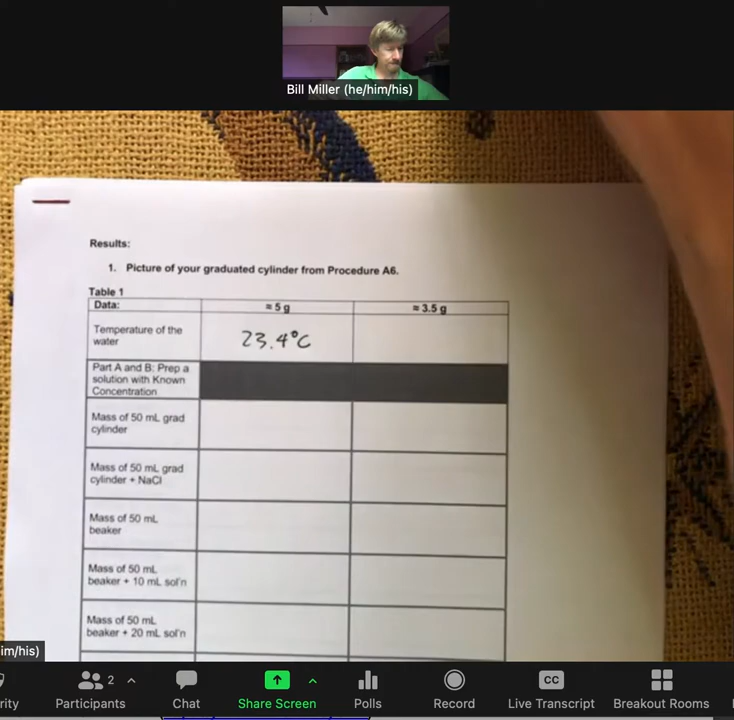 Bill Miller (he/him/his)
Results:
1. Picture of your graduated cylinder from Procedure A6.
Table 1
Data:
≈ 5 g
≈ 3.5 g
Temperature of the
water
23.4°C
Part A and B: Prep a
solution with Known
Concentration
Mass of 50 mL grad
cylinder
Mass of 50 mL grad
cylinder + NaCl
Mass of 50 mL
beaker
Mass of 50 mL
beaker + 10 mL sol'n
Mass of 50 mL
beaker + 20 mL sol'n
im/his)
rity
2
Participants
Chat
Share Screen
Polls
Record
CC
Live Transcript
Breakout Rooms